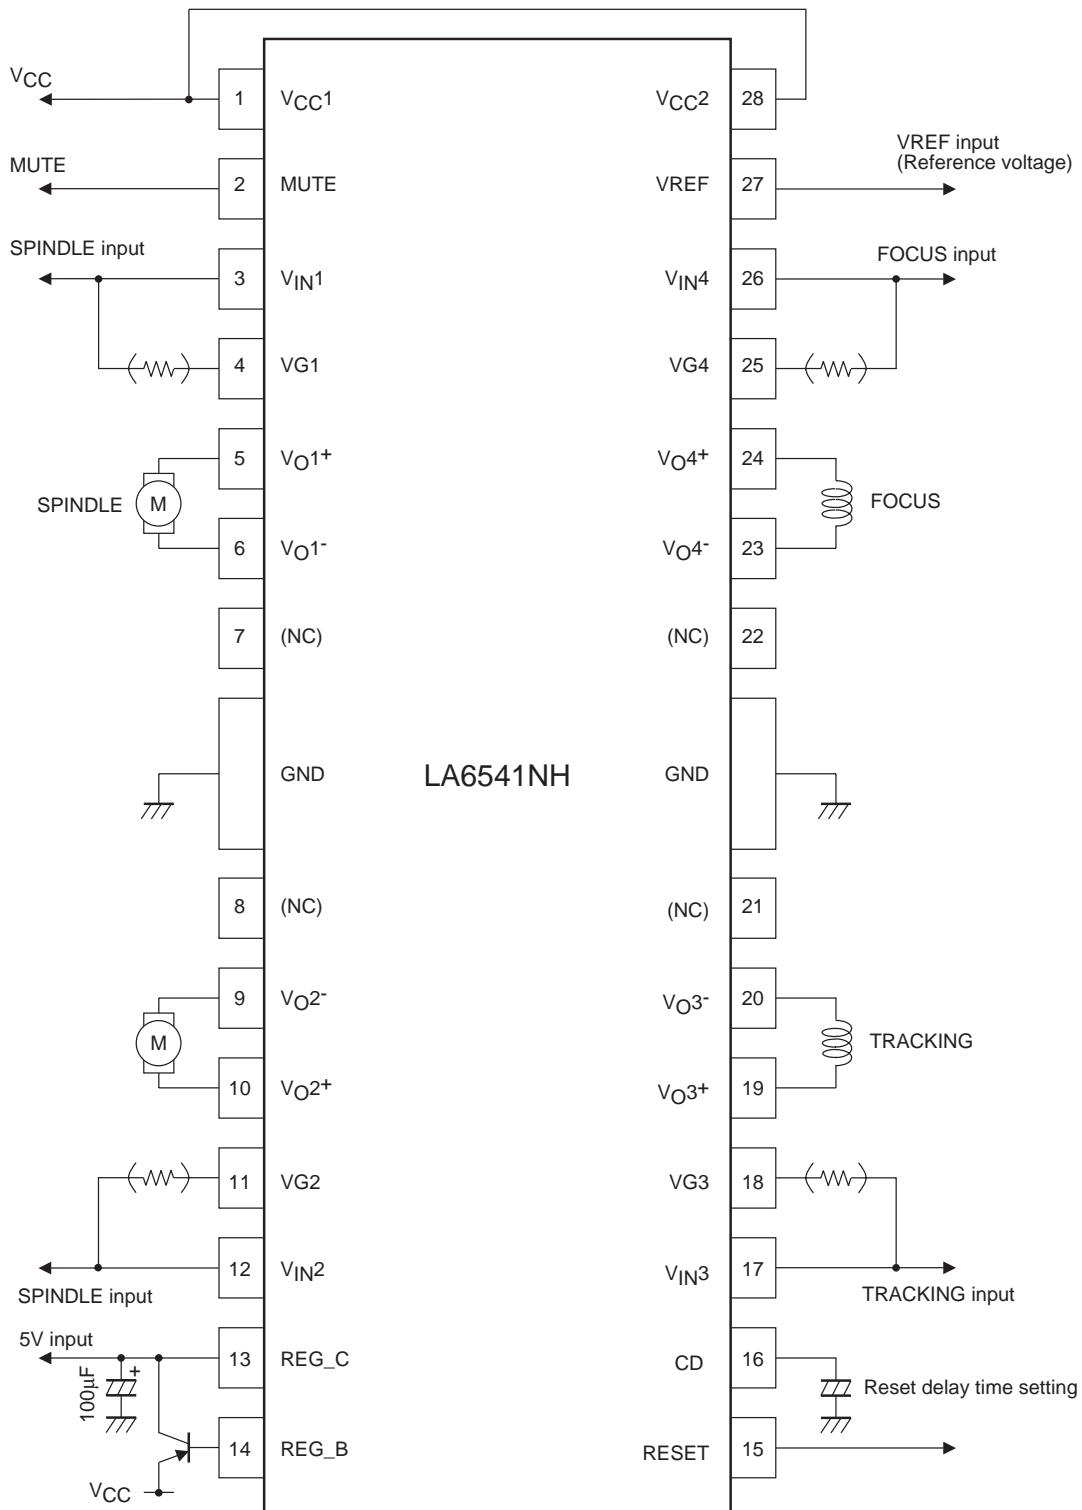 VCC
1 VCC1 VCC2 28
MUTE
2 MUTE VREF 27
VREF input
(Reference voltage)
SPINDLE input
3 VIN1 VIN4 26
FOCUS input
4 VG1 VG4 25
5 VO1+ VO4+ 24
SPINDLE M FOCUS
6 VO1- VO4- 23
7 (NC) (NC) 22
GND LA6541NH GND
8 (NC) (NC) 21
9 VO2- VO3- 20
M TRACKING
10 VO2+ VO3+ 19
11 VG2 VG3 18
12 VIN2 VIN3 17
SPINDLE input TRACKING input
5V input
13 REG_C CD 16
100μF +
Reset delay time setting
14 REG_B RESET 15
VCC